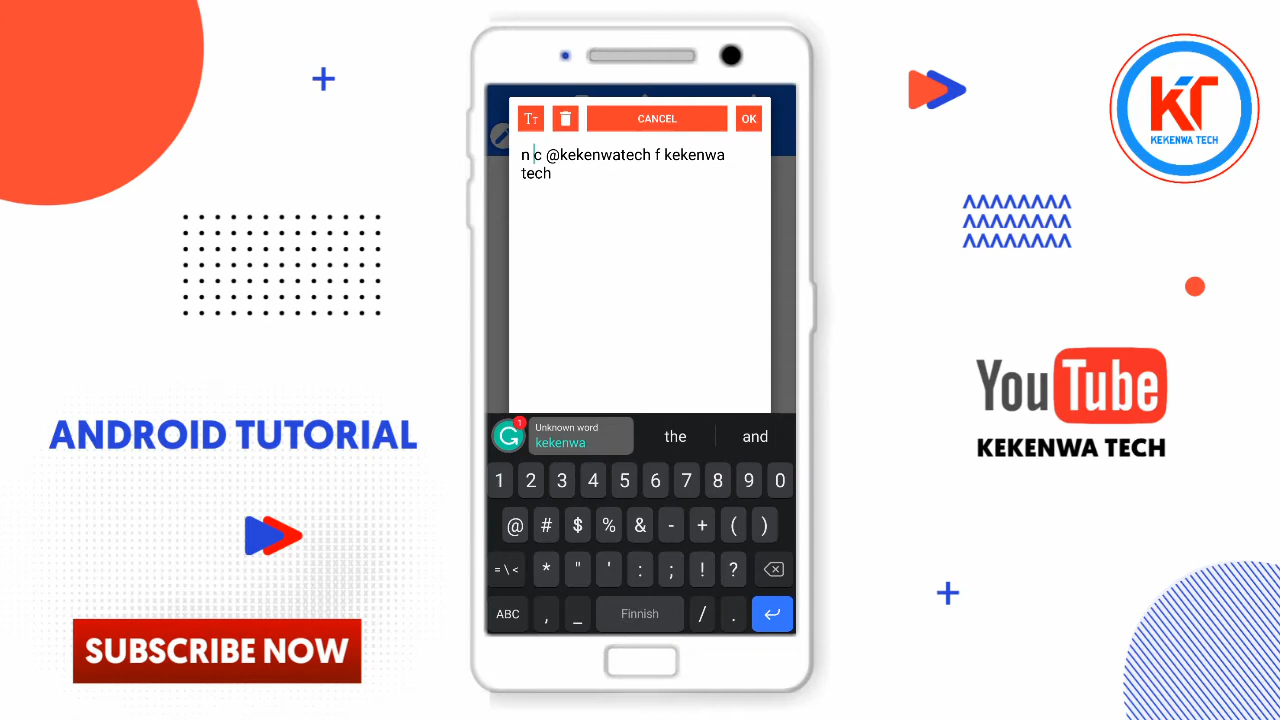 KT
KEKENWA TECH
TT
CANCEL
OK
n c @kekenwatech f kekenwa
tech
Unknown word
kekenwa
the
and
1 2 3 4 5 6 7 8 9 0
@ # $ % & - + ( )
= \ < * " ' : ; ! ?
ABC , _ Finnish / .
ANDROID TUTORIAL
SUBSCRIBE NOW
YouTube
KEKENWA TECH
1